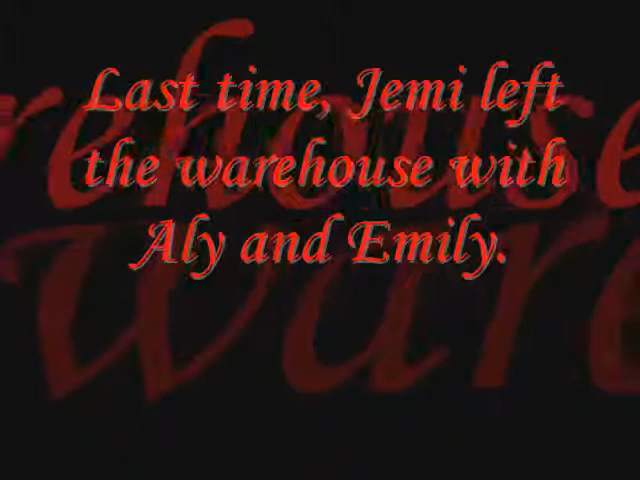 Last time, Jemi left
the warehouse with
Aly and Emily.